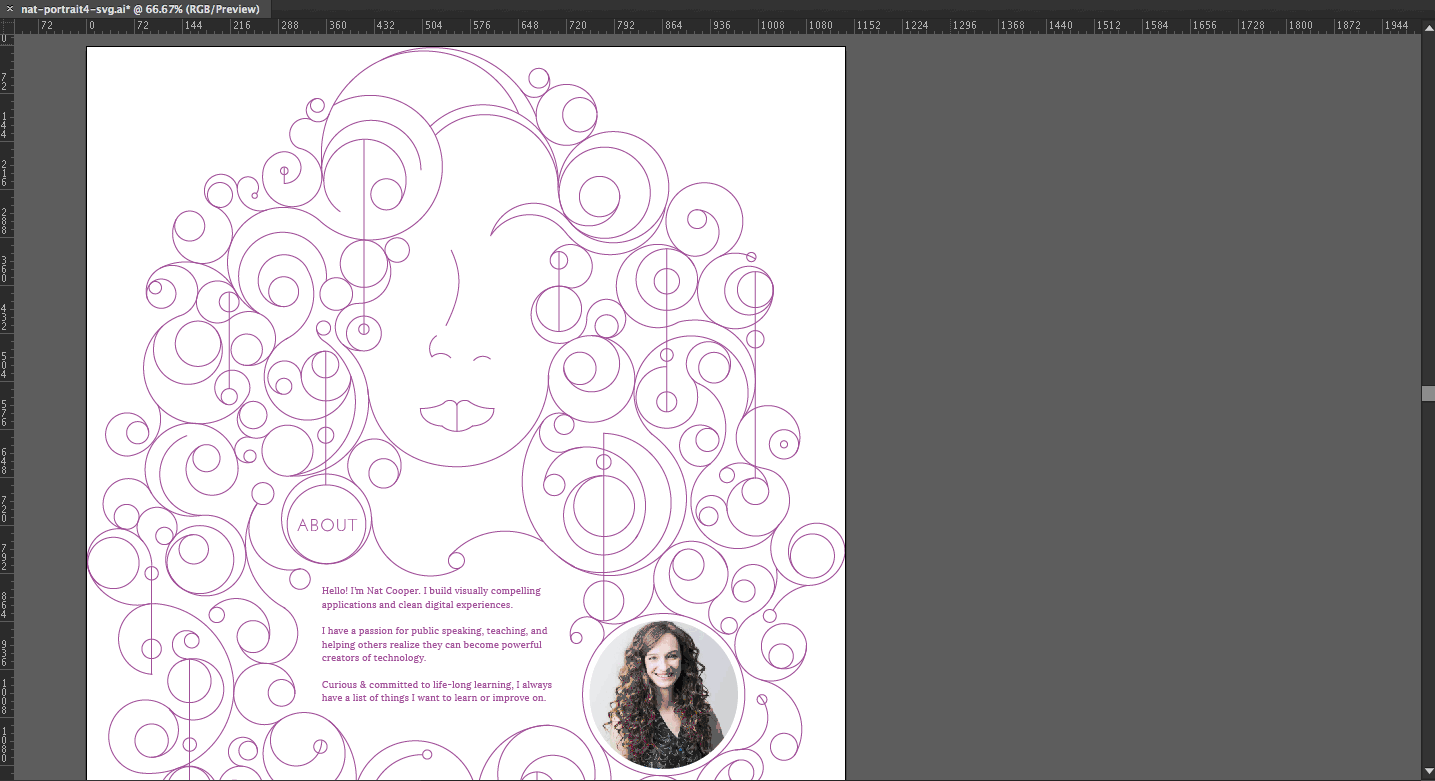 nat-portrait4-svg.ai* @ 66.67% (RGB/Preview)
72 0 72 144 216 288 360 432 504 576 648 720 792 864 936 1008 1080 1152 1224 1296 1368 1440 1512 1584 1656 1728 1800 1872 1944
0
72
144
216
288
360
432
504
576
648
720
792
864
936
1008
1080
ABOUT
Hello! I'm Nat Cooper. I build visually compelling
applications and clean digital experiences.
I have a passion for public speaking, teaching, and
helping others realize they can become powerful
creators of technology.
Curious & committed to life-long learning, I always
have a list of things I want to learn or improve on.